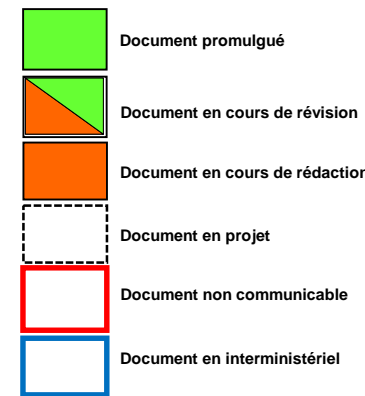 Document promulgué
Document en cours de révision
Document en cours de rédaction
Document en projet
Document non communicable
Document en interministériel